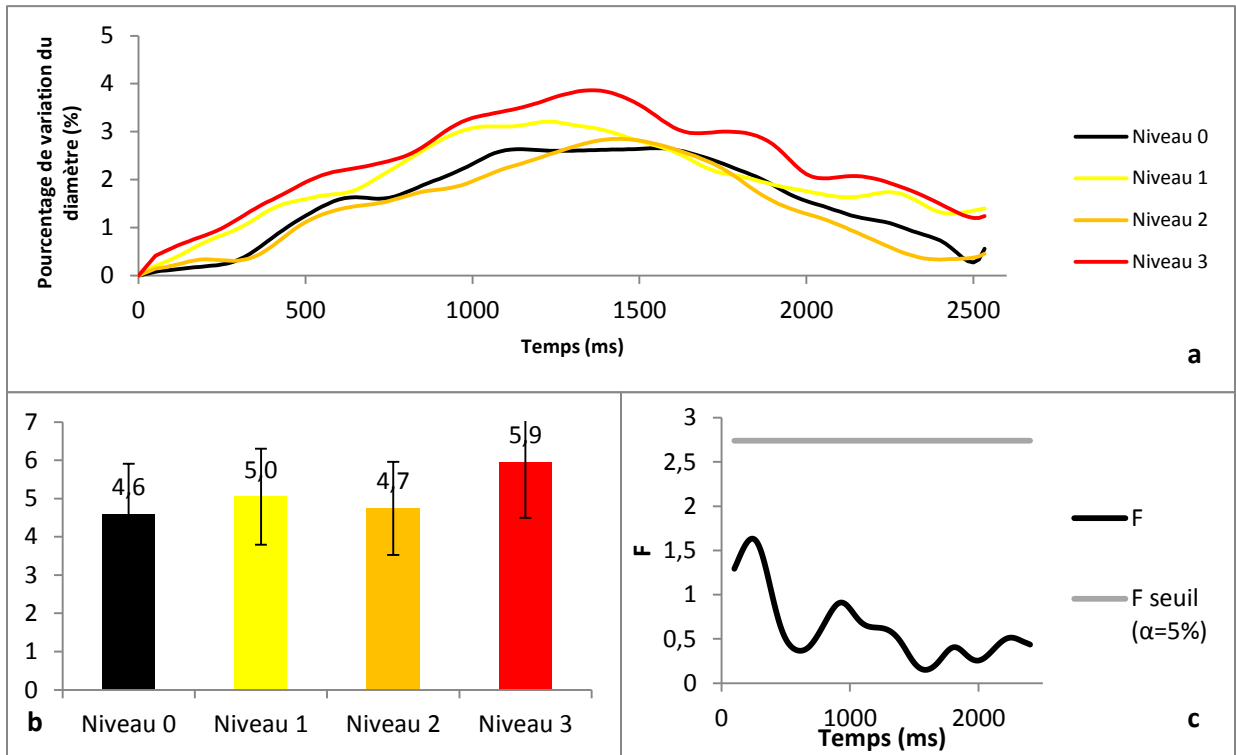 Pourcentage de variation du
diamètre (%)
5
4
3
2
1
0
0 500 1000 1500 2000 2500
Temps (ms)
Niveau 0
Niveau 1
Niveau 2
Niveau 3
a
7
6
5
4
3
2
1
0
4,6
5,0
4,7
5,9
Niveau 0 Niveau 1 Niveau 2 Niveau 3
b
F
3
2,5
2
1,5
1
0,5
0
0 1000 2000
Temps (ms)
F
F seuil
(α=5%)
c